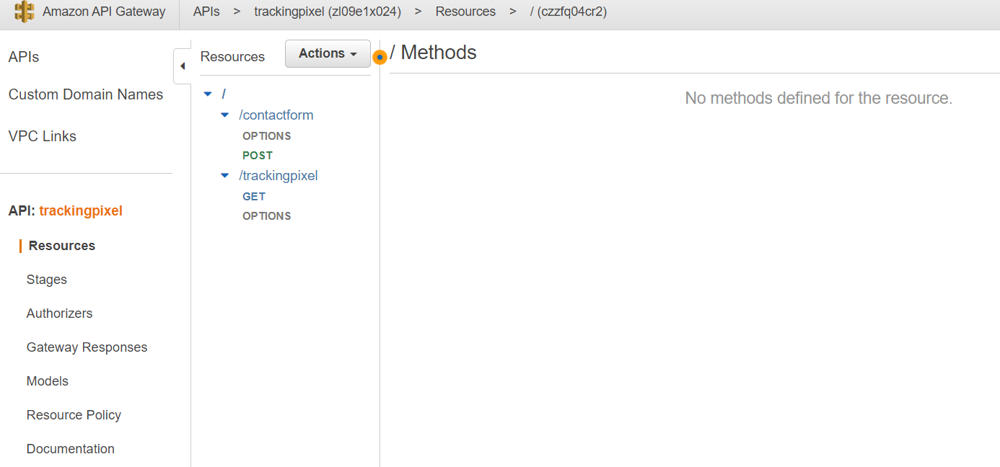 Amazon API Gateway
APIs > trackingpixel (zl09e1x024) > Resources > / (czzfq04cr2)
APIs
Custom Domain Names
VPC Links
API: trackingpixel
Resources
Stages
Authorizers
Gateway Responses
Models
Resource Policy
Documentation
Resources
Actions
/
/contactform
OPTIONS
POST
/trackingpixel
GET
OPTIONS
/ Methods
No methods defined for the resource.